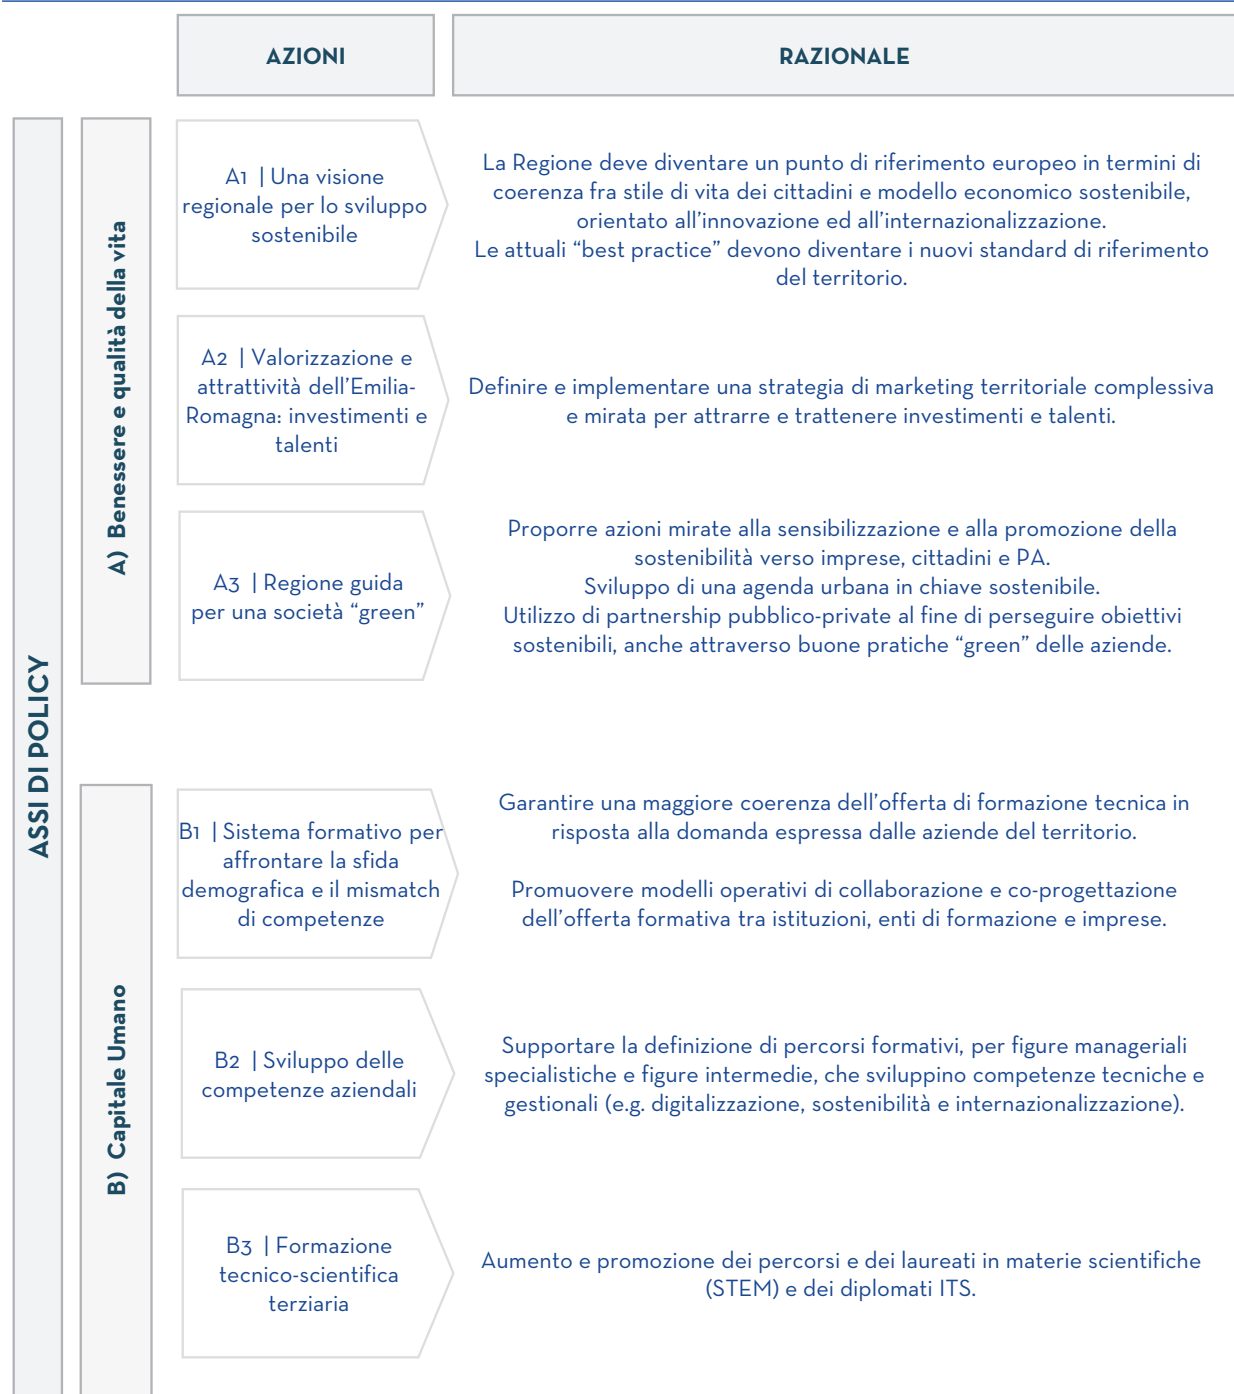 AZIONI
RAZIONALE
ASSI DI POLICY
A) Benessere e qualità della vita
A1 | Una visione
regionale per lo sviluppo
sostenibile
La Regione deve diventare un punto di riferimento europeo in termini di
coerenza fra stile di vita dei cittadini e modello economico sostenibile,
orientato all’innovazione ed all’internazionalizzazione.
Le attuali “best practice” devono diventare i nuovi standard di riferimento
del territorio.
A2 | Valorizzazione e
attrattività dell’Emilia-
Romagna: investimenti e
talenti
Definire e implementare una strategia di marketing territoriale complessiva
e mirata per attrarre e trattenere investimenti e talenti.
A3 | Regione guida
per una società “green”
Proporre azioni mirate alla sensibilizzazione e alla promozione della
sostenibilità verso imprese, cittadini e PA.
Sviluppo di una agenda urbana in chiave sostenibile.
Utilizzo di partnership pubblico-private al fine di perseguire obiettivi
sostenibili, anche attraverso buone pratiche “green” delle aziende.
B) Capitale Umano
B1 | Sistema formativo per
affrontare la sfida
demografica e il mismatch
di competenze
Garantire una maggiore coerenza dell’offerta di formazione tecnica in
risposta alla domanda espressa dalle aziende del territorio.
Promuovere modelli operativi di collaborazione e co-progettazione
dell’offerta formativa tra istituzioni, enti di formazione e imprese.
B2 | Sviluppo delle
competenze aziendali
Supportare la definizione di percorsi formativi, per figure manageriali
specialistiche e figure intermedie, che sviluppino competenze tecniche e
gestionali (e.g. digitalizzazione, sostenibilità e internazionalizzazione).
B3 | Formazione
tecnico-scientifica
terziaria
Aumento e promozione dei percorsi e dei laureati in materie scientifiche
(STEM) e dei diplomati ITS.